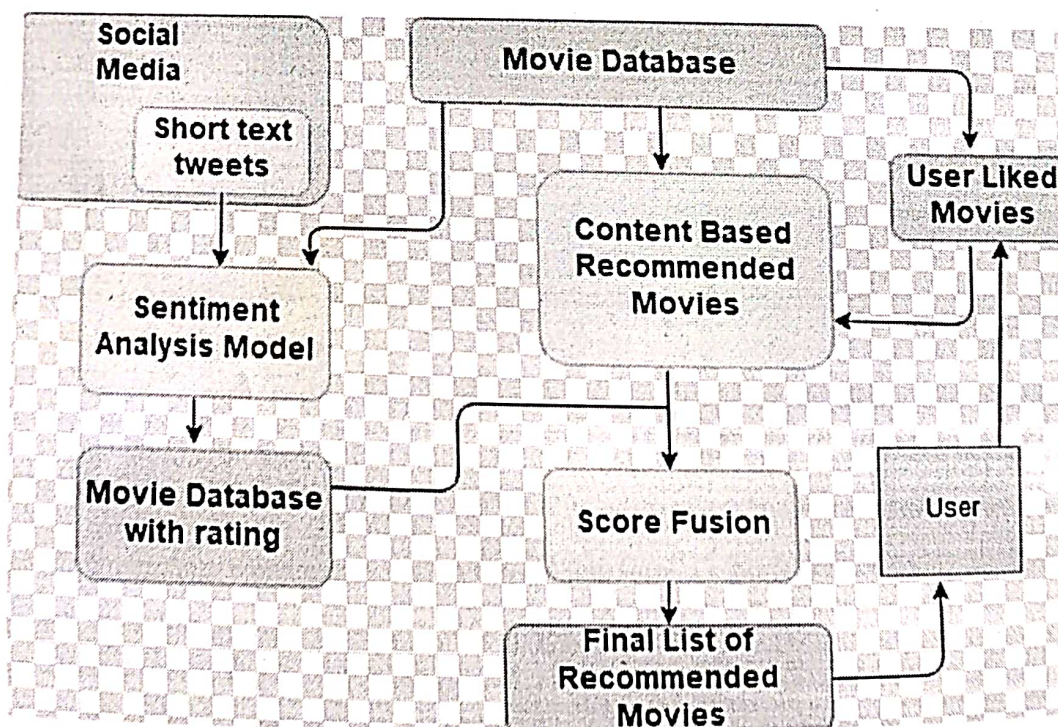 Social
Media
Short text
tweets
Movie Database
User Liked
Movies
Content Based
Recommended
Movies
Sentiment
Analysis Model
Movie Database
with rating
Score Fusion
User
Final List of
Recommended
Movies